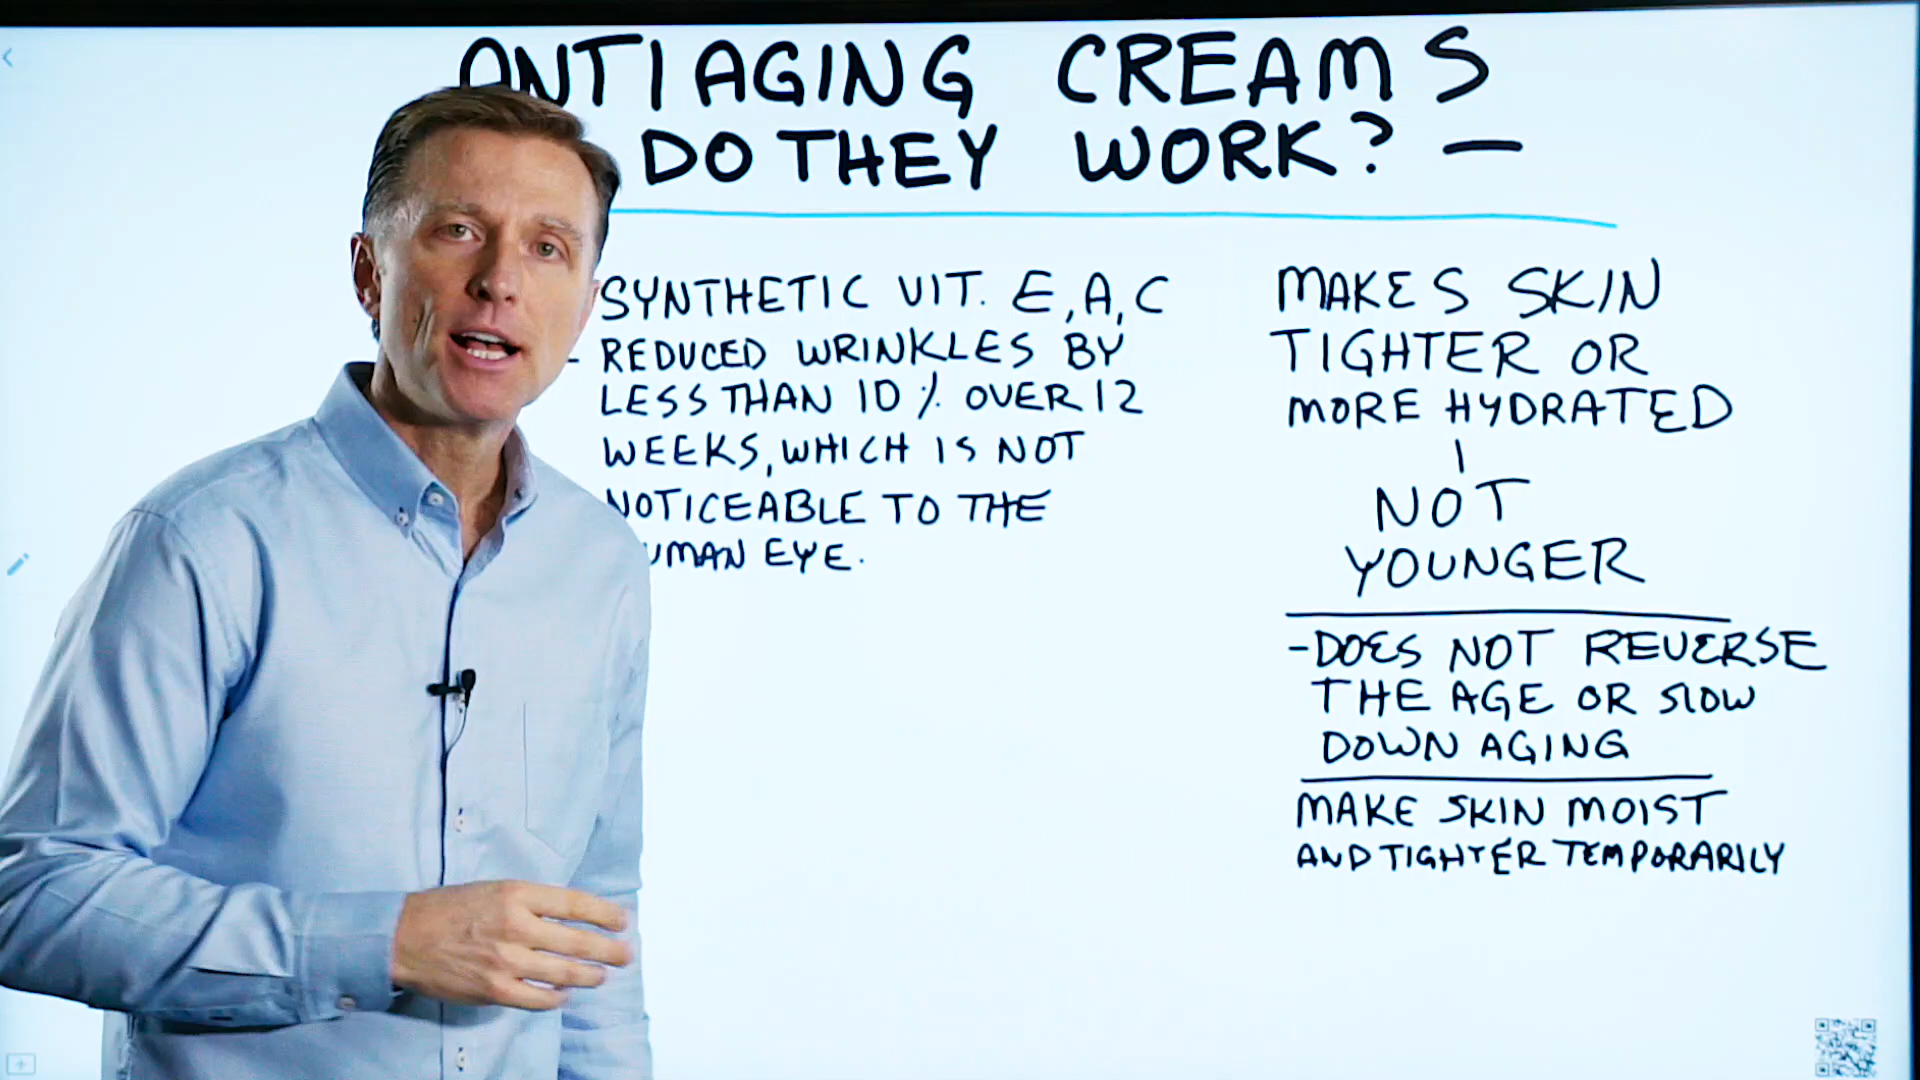 ANTIAGING CREAMS
DO THEY WORK? —
SYNTHETIC VIT. E, A, C
- REDUCED WRINKLES BY
LESS THAN 10% OVER 12
WEEKS, WHICH IS NOT
NOTICEABLE TO THE
UMAN EYE.
MAKES SKIN
TIGHTER OR
MORE HYDRATED
NOT
YOUNGER
- DOES NOT REVERSE
THE AGE OR SLOW
DOWN AGING
MAKE SKIN MOIST
AND TIGHTER TEMPORARILY